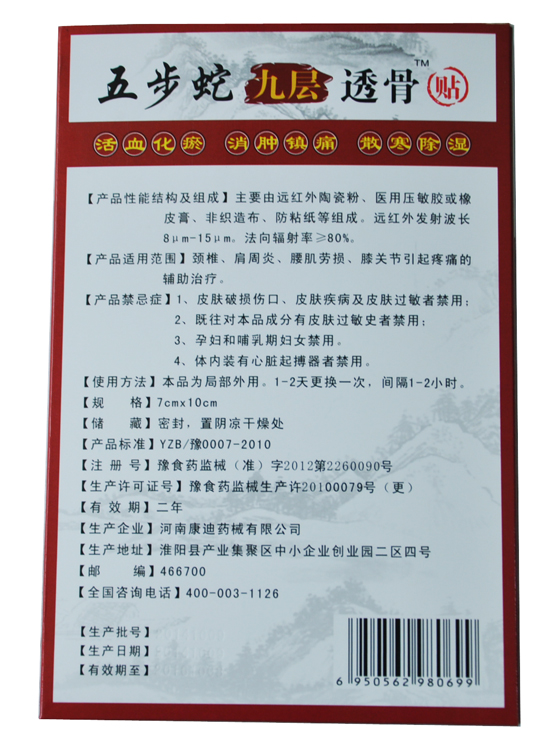 五步蛇九层透骨贴™
活血化瘀 消肿镇痛 散寒除湿
【产品性能结构及组成】主要由远红外陶瓷粉、医用压敏胶或橡
皮膏、非织造布、防粘纸等组成。远红外发射波长
8μm-15μm。法向辐射率≥80%。
【产品适用范围】颈椎、肩周炎、腰肌劳损、膝关节引起疼痛的
辅助治疗。
【产品禁忌症】1、皮肤破损伤口、皮肤疾病及皮肤过敏者禁用；
2、既往对本品成分有皮肤过敏史者禁用；
3、孕妇和哺乳期妇女禁用。
4、体内装有心脏起搏器者禁用。
【使用方法】本品为局部外用。1-2天更换一次，间隔1-2小时。
【规 格】7cmx10cm
【储 藏】密封，置阴凉干燥处
【产品标准】YZB/豫0007-2010
【注 册 号】豫食药监械（准）字2012第2260090号
【生产许可证号】豫食药监械生产许20100079号（更）
【有 效 期】二年
【生产企业】河南康迪药械有限公司
【生产地址】淮阳县产业集聚区中小企业创业园二区四号
【邮 编】466700
【全国咨询电话】400-003-1126
【生产批号】
【生产日期】
【有效期至】
6 950562 980699